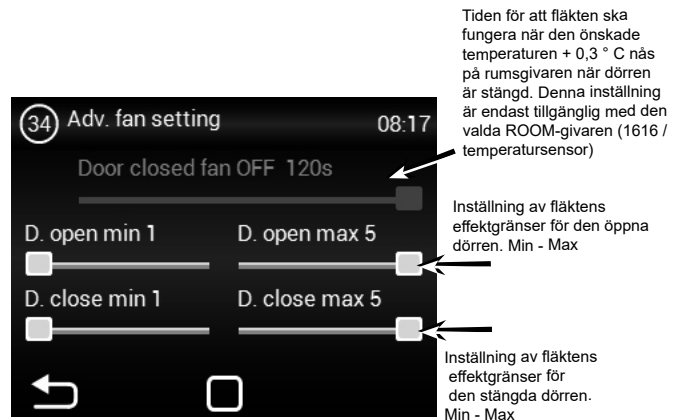 Tiden för att fläkten ska
fungera när den önskade
temperaturen + 0,3 ° C nås
på rumsgivaren när dörren
är stängd. Denna inställning
är endast tillgänglig med den
valda ROOM-givaren (1616 /
temperatursensor)
34 Adv. fan setting 08:17
Door closed fan OFF 120s
D. open min 1 D. open max 5
D. close min 1 D. close max 5
Inställning av fläktens
effektgränser för den öppna
dörren. Min - Max
Inställning av fläktens
effektgränser för
den stängda dörren.
Min - Max